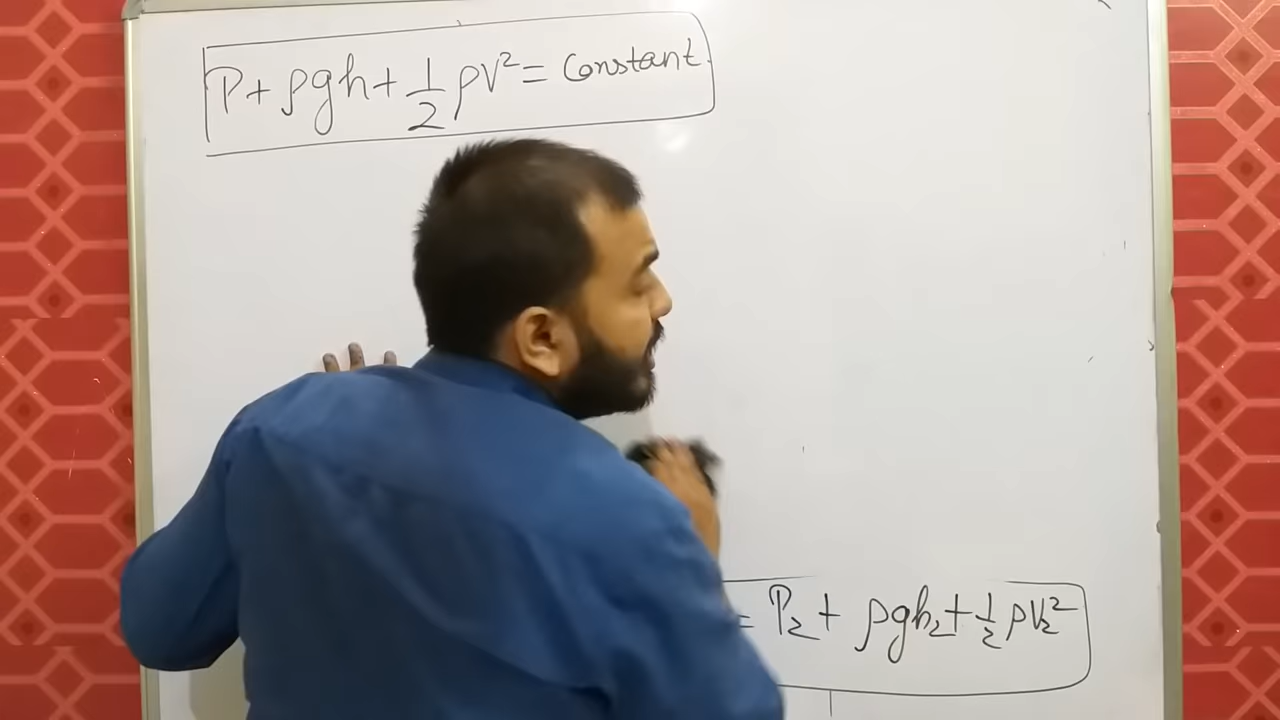 P + ρgh + 1/2 ρV² = Constant
= P₂ + ρgh₂ + 1/2 ρV₂²